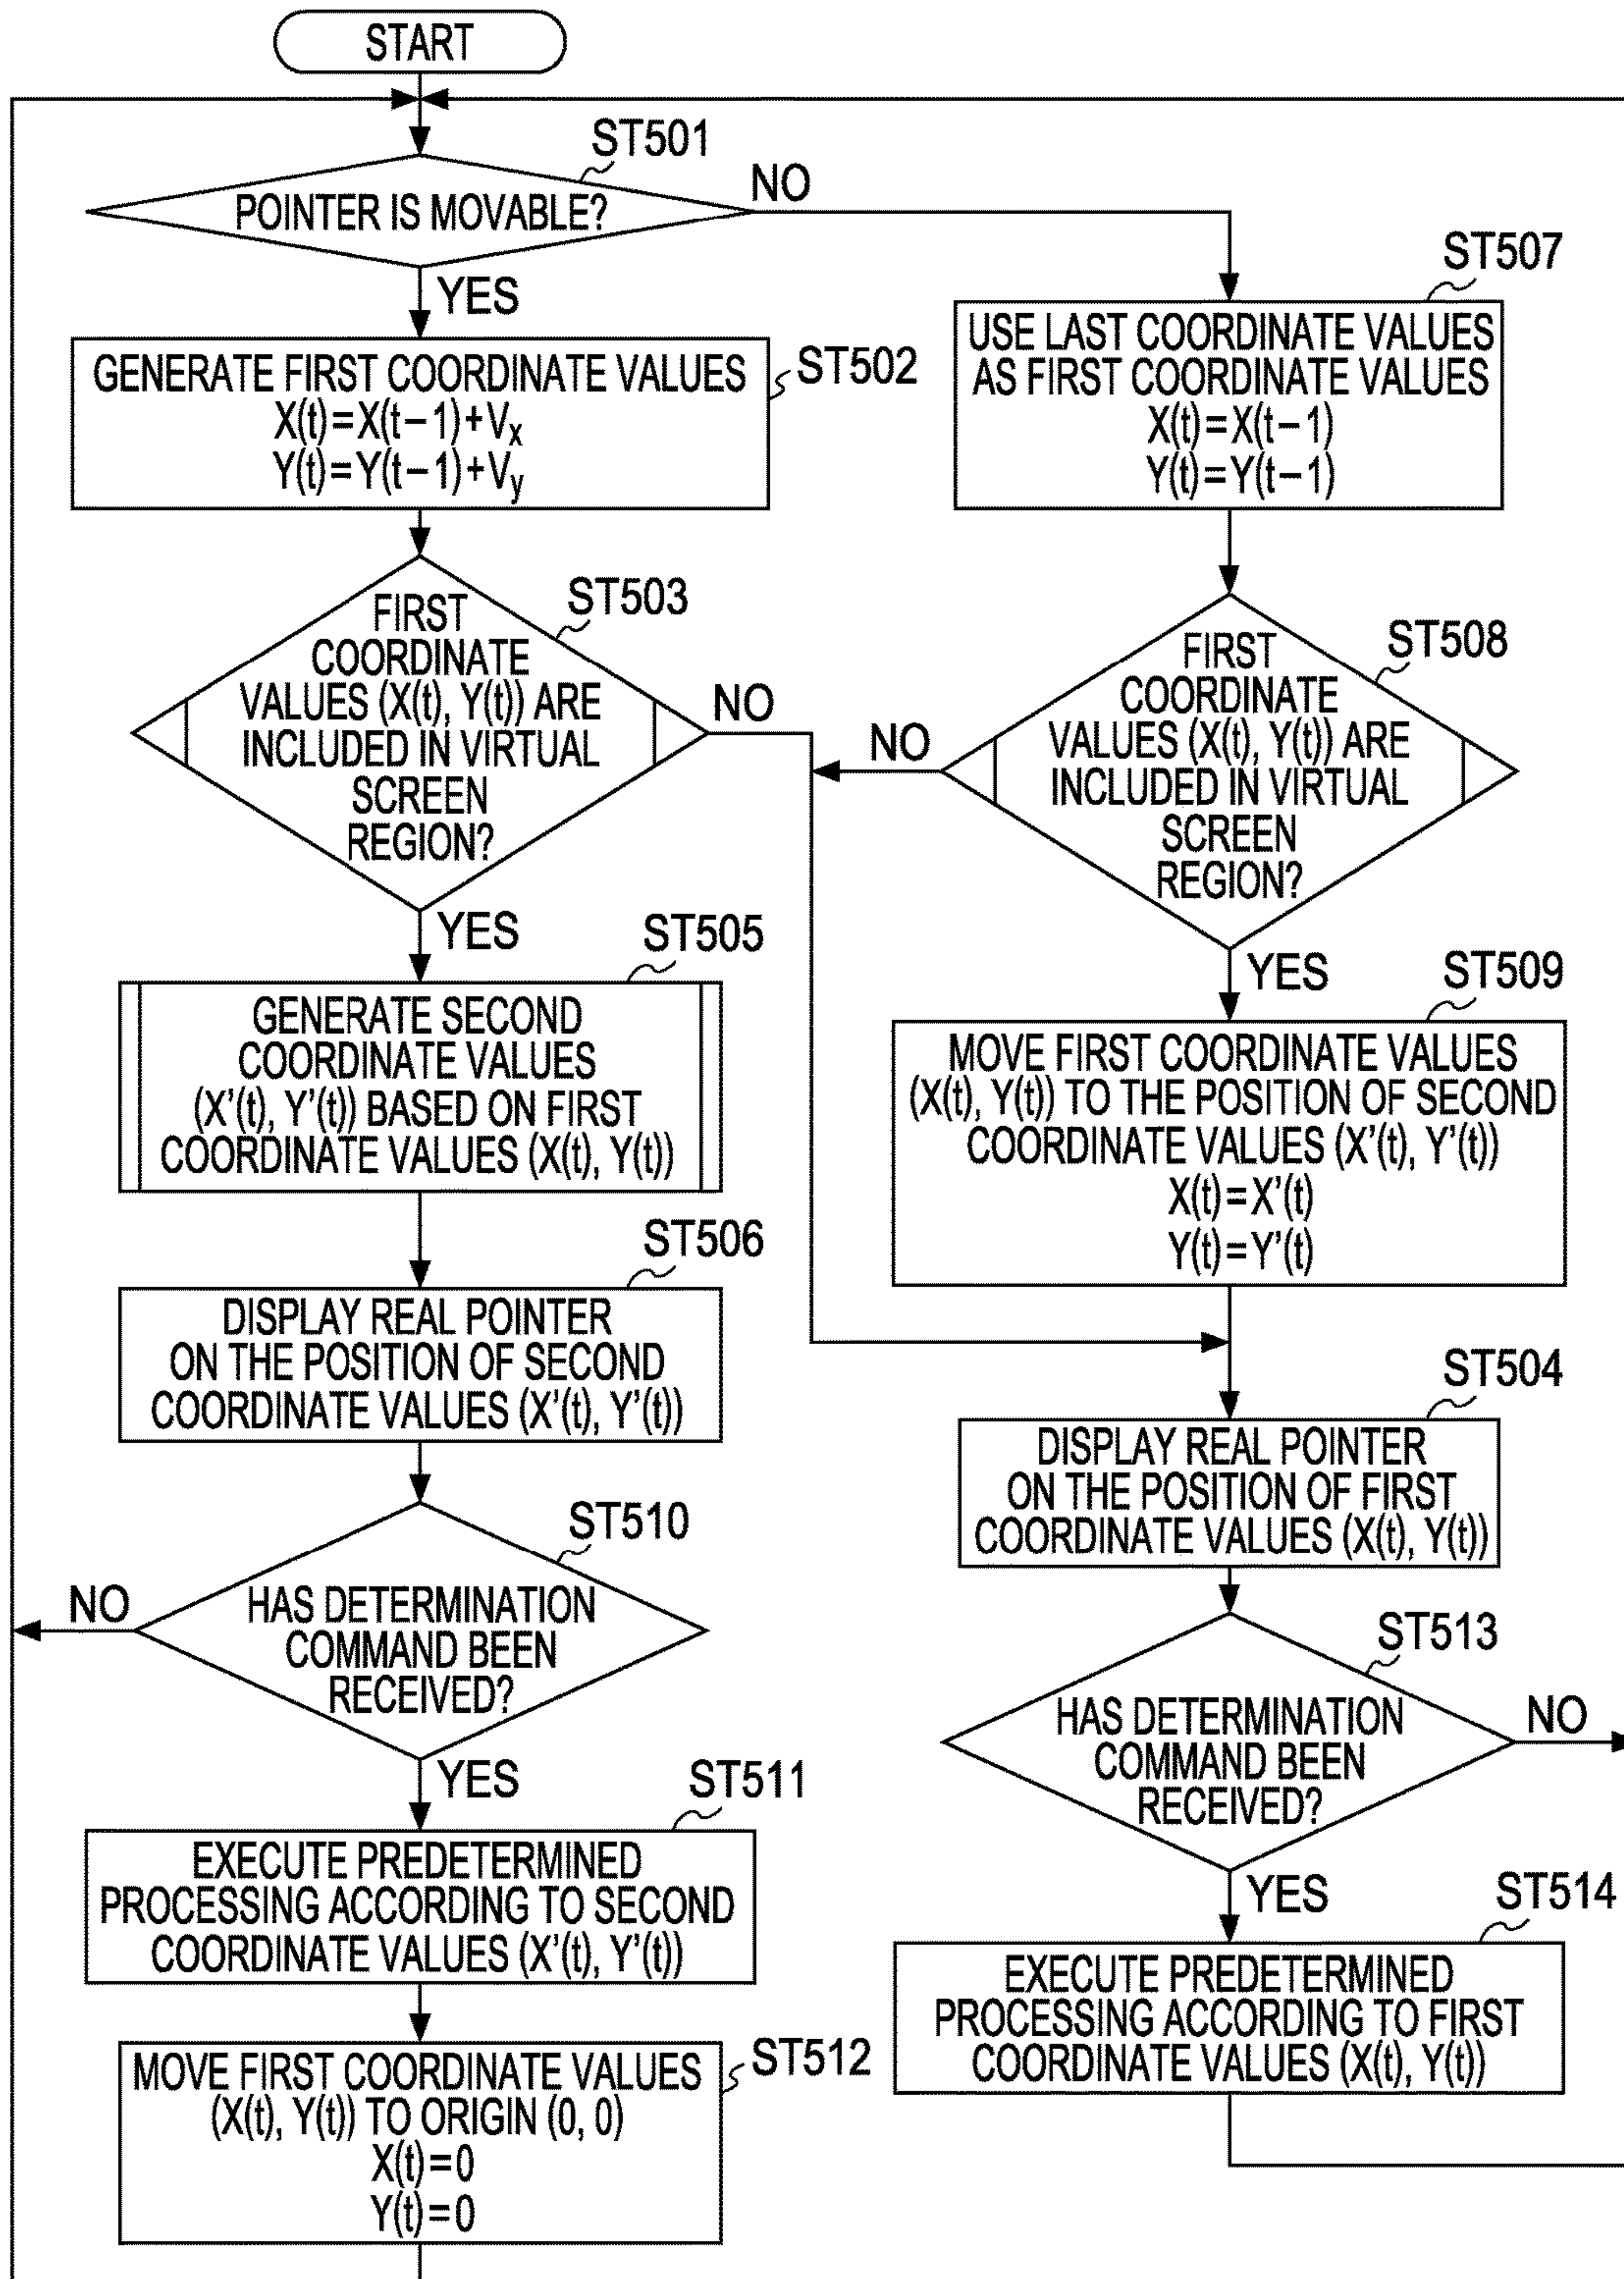 START
ST501
POINTER IS MOVABLE?
NO
YES
ST502
GENERATE FIRST COORDINATE VALUES
X(t)=X(t−1)+Vx
Y(t)=Y(t−1)+Vy
ST503
FIRST
COORDINATE
VALUES (X(t), Y(t)) ARE
INCLUDED IN VIRTUAL
SCREEN
REGION?
NO
YES
ST505
GENERATE SECOND
COORDINATE VALUES
(X'(t), Y'(t)) BASED ON FIRST
COORDINATE VALUES (X(t), Y(t))
ST506
DISPLAY REAL POINTER
ON THE POSITION OF SECOND
COORDINATE VALUES (X'(t), Y'(t))
ST510
NO
HAS DETERMINATION
COMMAND BEEN
RECEIVED?
YES
ST511
EXECUTE PREDETERMINED
PROCESSING ACCORDING TO SECOND
COORDINATE VALUES (X'(t), Y'(t))
ST512
MOVE FIRST COORDINATE VALUES
(X(t), Y(t)) TO ORIGIN (0, 0)
X(t)=0
Y(t)=0
ST507
USE LAST COORDINATE VALUES
AS FIRST COORDINATE VALUES
X(t)=X(t−1)
Y(t)=Y(t−1)
ST508
FIRST
COORDINATE
VALUES (X(t), Y(t)) ARE
INCLUDED IN VIRTUAL
SCREEN
REGION?
NO
YES
ST509
MOVE FIRST COORDINATE VALUES
(X(t), Y(t)) TO THE POSITION OF SECOND
COORDINATE VALUES (X'(t), Y'(t))
X(t)=X'(t)
Y(t)=Y'(t)
ST504
DISPLAY REAL POINTER
ON THE POSITION OF FIRST
COORDINATE VALUES (X(t), Y(t))
ST513
HAS DETERMINATION
COMMAND BEEN
RECEIVED?
NO
YES
ST514
EXECUTE PREDETERMINED
PROCESSING ACCORDING TO FIRST
COORDINATE VALUES (X(t), Y(t))